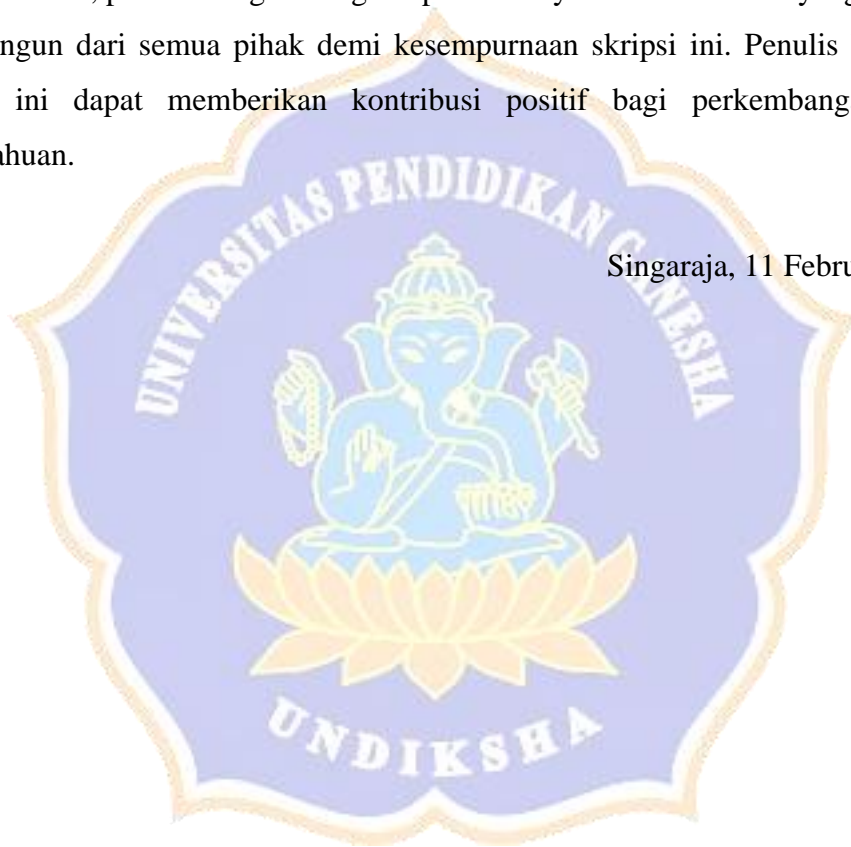 ngun dari semua pihak demi kesempurnaan skripsi ini. Penulis
ini dapat memberikan kontribusi positif bagi perkembang
ahuan.
Singaraja, 11 Febru
UNIVERSITAS PENDIDIKAN GANESHA
UNDIKSHA